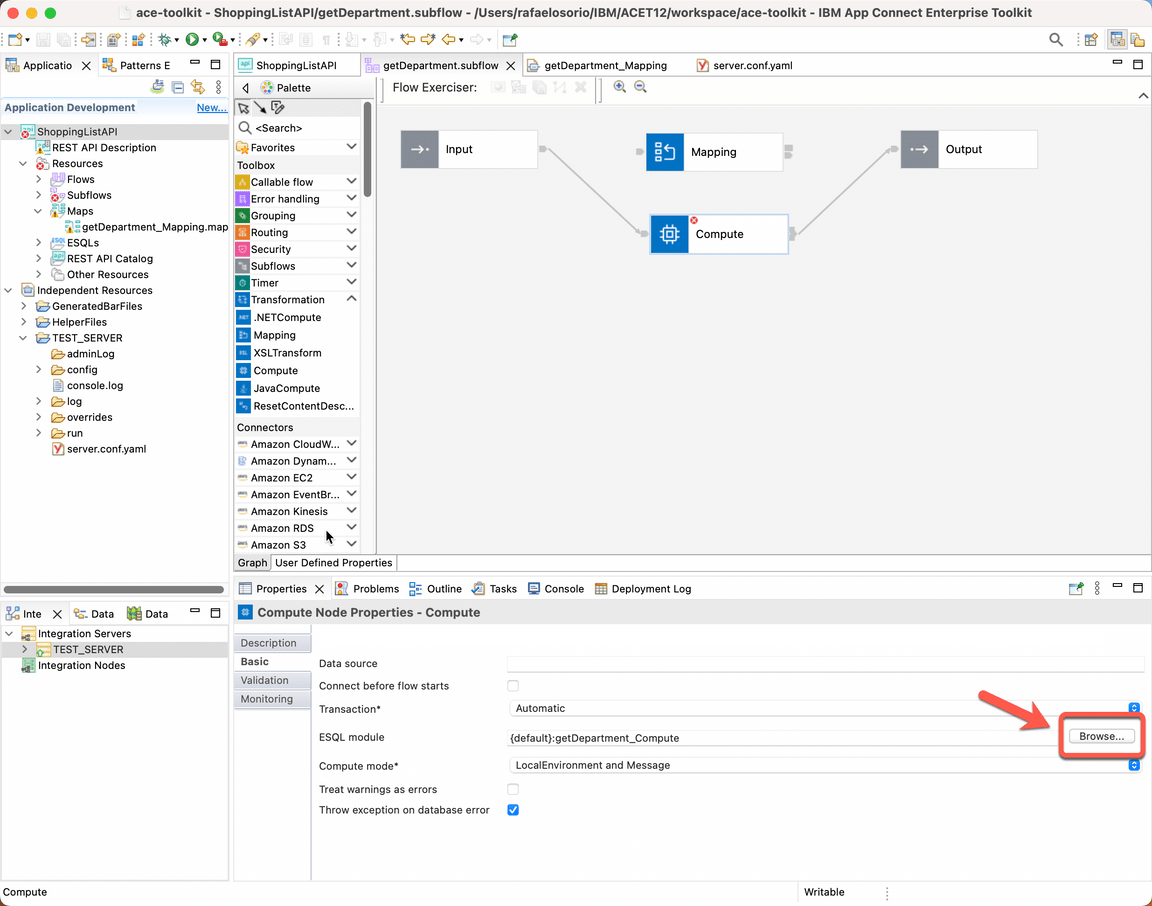 ace-toolkit - ShoppingListAPI/getDepartment.subflow - /Users/rafaelosorio/IBM/ACET12/workspace/ace-toolkit - IBM App Connect Enterprise Toolkit
Applicatio
Patterns E
Application Development
New...
ShoppingListAPI
REST API Description
Resources
Flows
Subflows
Maps
getDepartment_Mapping.map
ESQLs
REST API Catalog
Other Resources
Independent Resources
GeneratedBarFiles
HelperFiles
TEST_SERVER
adminLog
config
console.log
log
overrides
run
server.conf.yaml
ShoppingListAPI
getDepartment.subflow
getDepartment_Mapping
server.conf.yaml
Palette
<Search>
Favorites
Toolbox
Callable flow
Error handling
Grouping
Routing
Security
Subflows
Timer
Transformation
.NETCompute
Mapping
XSLTransform
Compute
JavaCompute
ResetContentDesc...
Connectors
Amazon CloudW...
Amazon Dynam...
Amazon EC2
Amazon EventBr...
Amazon Kinesis
Amazon RDS
Amazon S3
Flow Exerciser:
Input
Mapping
Output
Compute
Graph
User Defined Properties
Inte
Data
Data
Integration Servers
TEST_SERVER
Integration Nodes
Properties
Problems
Outline
Tasks
Console
Deployment Log
Compute Node Properties - Compute
Description
Basic
Validation
Monitoring
Data source
Connect before flow starts
Transaction*
Automatic
ESQL module
{default}:getDepartment_Compute
Browse...
Compute mode*
LocalEnvironment and Message
Treat warnings as errors
Throw exception on database error
Compute
Writable